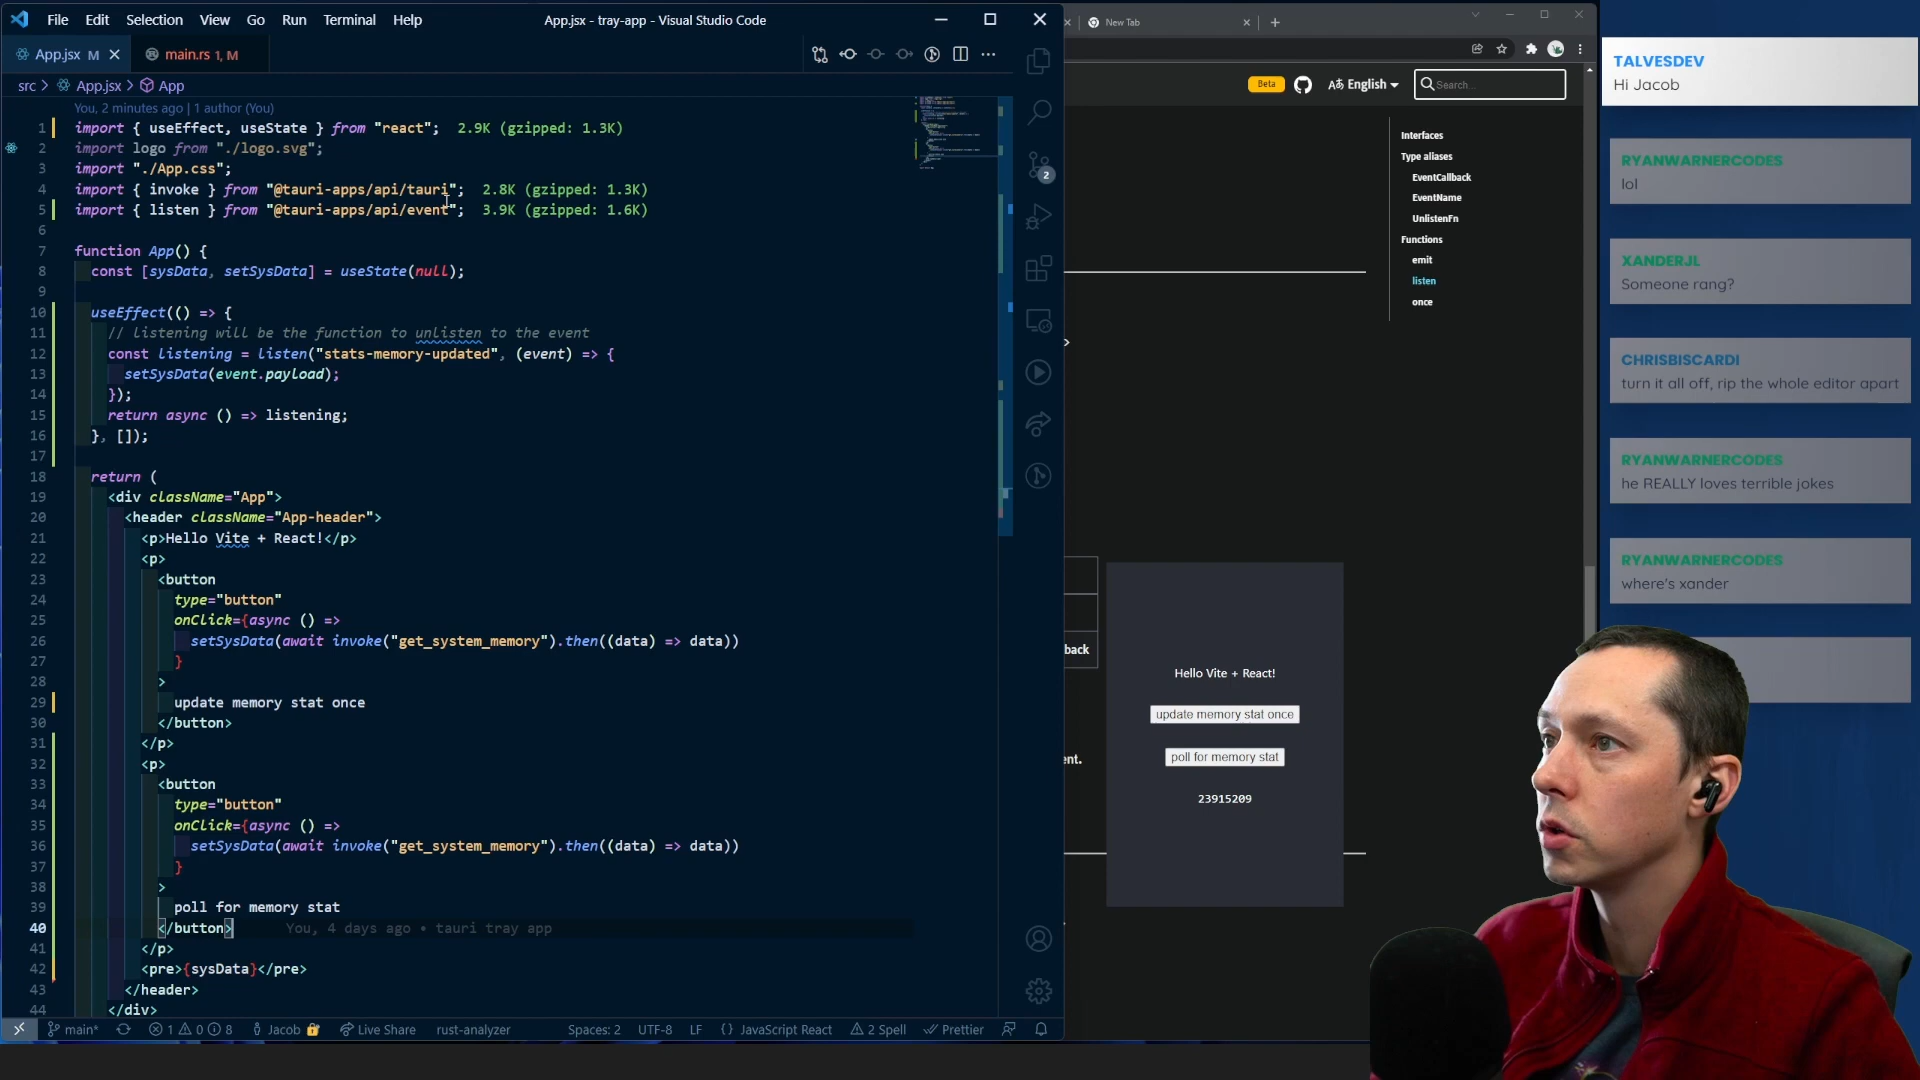 File Edit Selection View Go Run Terminal Help
App.jsx - tray-app - Visual Studio Code
App.jsx M
main.rs 1, M
src > App.jsx > App
You, 2 minutes ago | 1 author (You)
1 import { useEffect, useState } from "react"; 2.9K (gzipped: 1.3K)
2 import logo from "./logo.svg";
3 import "./App.css";
4 import { invoke } from "@tauri-apps/api/tauri"; 2.8K (gzipped: 1.3K)
5 import { listen } from "@tauri-apps/api/event"; 3.9K (gzipped: 1.6K)
6
7 function App() {
8 const [sysData, setSysData] = useState(null);
9
10 useEffect(() => {
11 // listening will be the function to unlisten to the event
12 const listening = listen("stats-memory-updated", (event) => {
13 setSysData(event.payload);
14 });
15 return async () => listening;
16 }, []);
17
18 return (
19 <div className="App">
20 <header className="App-header">
21 <p>Hello Vite + React!</p>
22 <p>
23 <button
24 type="button"
25 onClick={async () =>
26 setSysData(await invoke("get_system_memory").then((data) => data))
27 }
28 >
29 update memory stat once
30 </button>
31 </p>
32 <p>
33 <button
34 type="button"
35 onClick={async () =>
36 setSysData(await invoke("get_system_memory").then((data) => data))
37 }
38 >
39 poll for memory stat
40 </button> You, 4 days ago • tauri tray app
41 </p>
42 <pre>{sysData}</pre>
43 </header>
44 </div>
2
main* 1 0 8 Jacob Live Share rust-analyzer Spaces: 2 UTF-8 LF {} JavaScript React 2 Spell Prettier
New Tab
Beta English Search...
Interfaces
Type aliases
EventCallback
EventName
UnlistenFn
Functions
emit
listen
once
>
back
ent.
Hello Vite + React!
update memory stat once
poll for memory stat
23915209
TALVESDEV
Hi Jacob
RYANWARNERCODES
lol
XANDERJL
Someone rang?
CHRISBISCARDI
turn it all off, rip the whole editor apart
RYANWARNERCODES
he REALLY loves terrible jokes
RYANWARNERCODES
where's xander